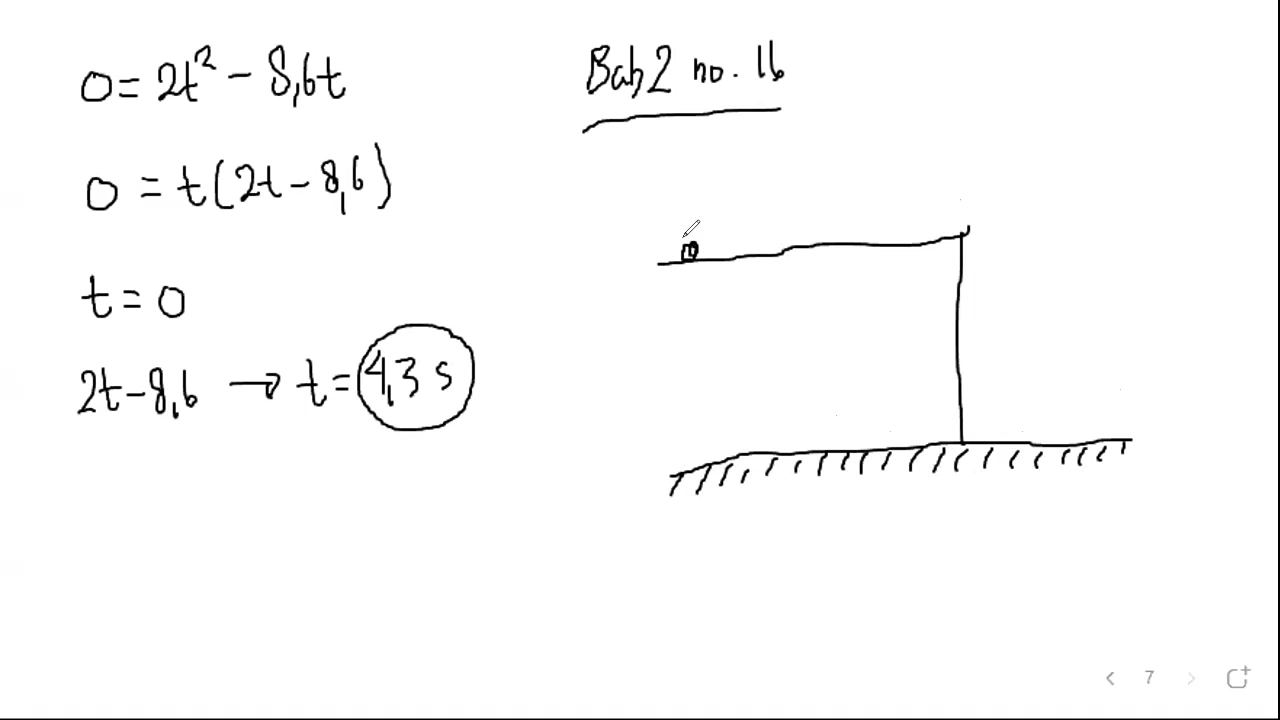 0 = 2t² - 8,6t
0 = t(2t - 8,6)
t = 0
2t - 8,6 → t = 4,3 s
Bab 2 no. 16
7